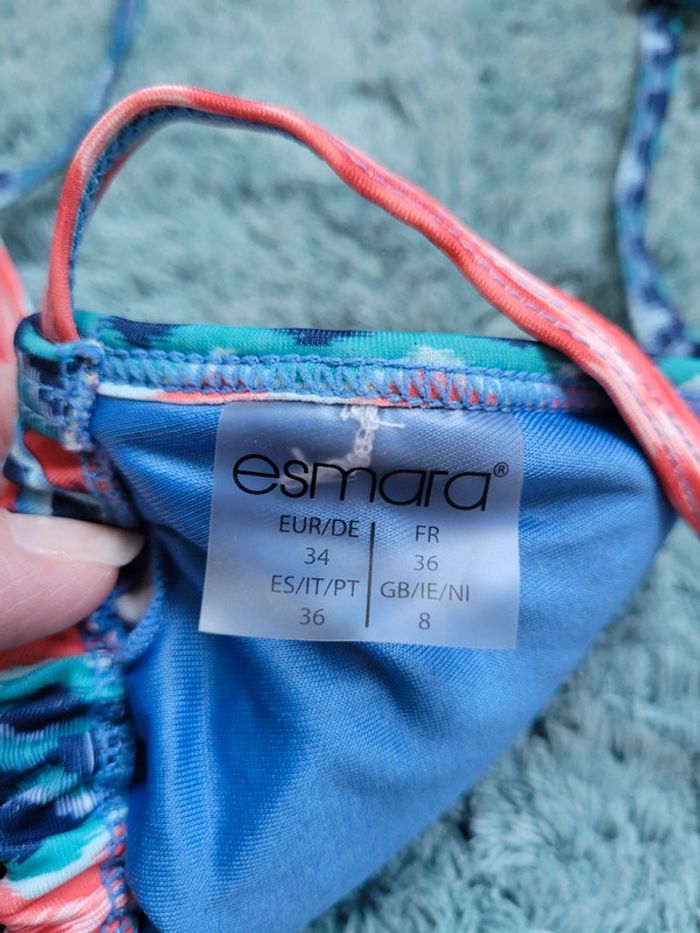 esmara®
EUR/DE | FR
34 | 36
ES/IT/PT | GB/IE/NI
36 | 8